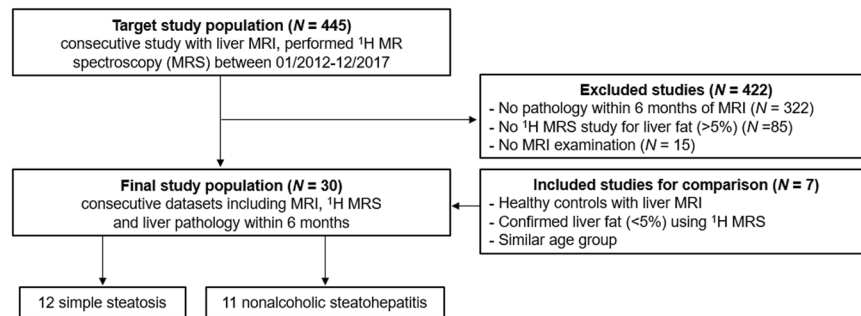 Target study population (N = 445)
consecutive study with liver MRI, performed ¹H MR
spectroscopy (MRS) between 01/2012-12/2017
Excluded studies (N = 422)
- No pathology within 6 months of MRI (N = 322)
- No ¹H MRS study for liver fat (>5%) (N =85)
- No MRI examination (N = 15)
Final study population (N = 30)
consecutive datasets including MRI, ¹H MRS
and liver pathology within 6 months
Included studies for comparison (N = 7)
- Healthy controls with liver MRI
- Confirmed liver fat (<5%) using ¹H MRS
- Similar age group
12 simple steatosis
11 nonalcoholic steatohepatitis